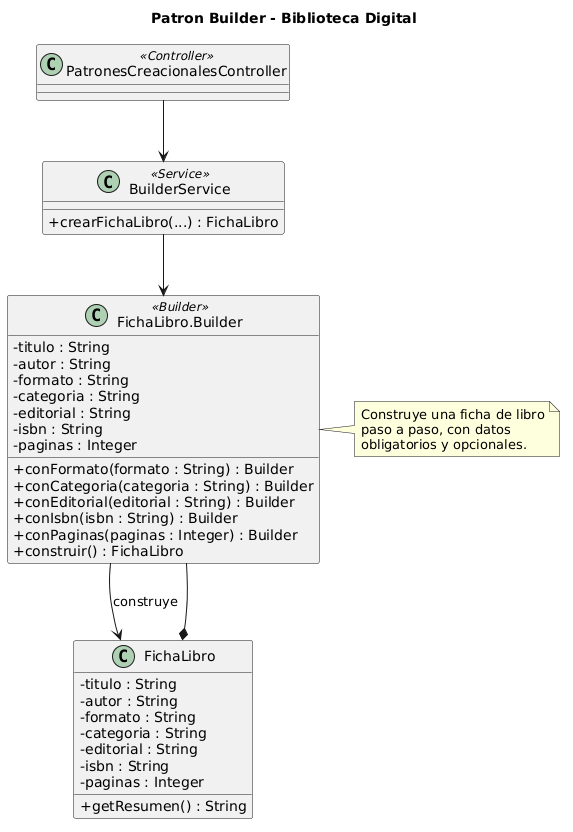 Patron Builder - Biblioteca Digital
C
«Controller»
PatronesCreacionalesController
C
«Service»
BuilderService
+crearFichaLibro(...) : FichaLibro
C
«Builder»
FichaLibro.Builder
-titulo : String
-autor : String
-formato : String
-categoria : String
-editorial : String
-isbn : String
-paginas : Integer
+conFormato(formato : String) : Builder
+conCategoria(categoria : String) : Builder
+conEditorial(editorial : String) : Builder
+conIsbn(isbn : String) : Builder
+conPaginas(paginas : Integer) : Builder
+construir() : FichaLibro
Construye una ficha de libro
paso a paso, con datos
obligatorios y opcionales.
construye
C
FichaLibro
-titulo : String
-autor : String
-formato : String
-categoria : String
-editorial : String
-isbn : String
-paginas : Integer
+getResumen() : String